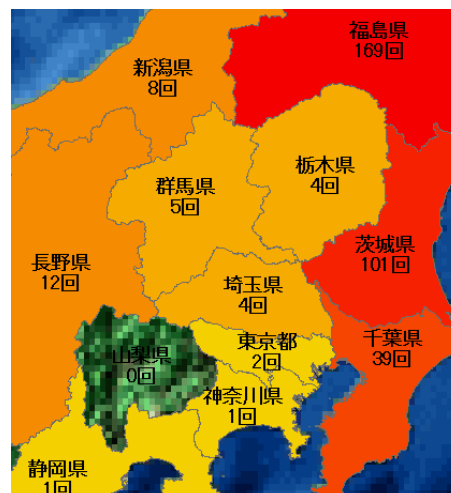 福島県
169回
新潟県
8回
栃木県
4回
群馬県
5回
茨城県
101回
長野県
12回
埼玉県
4回
東京都
2回
千葉県
39回
山梨県
0回
神奈川県
1回
静岡県
1回